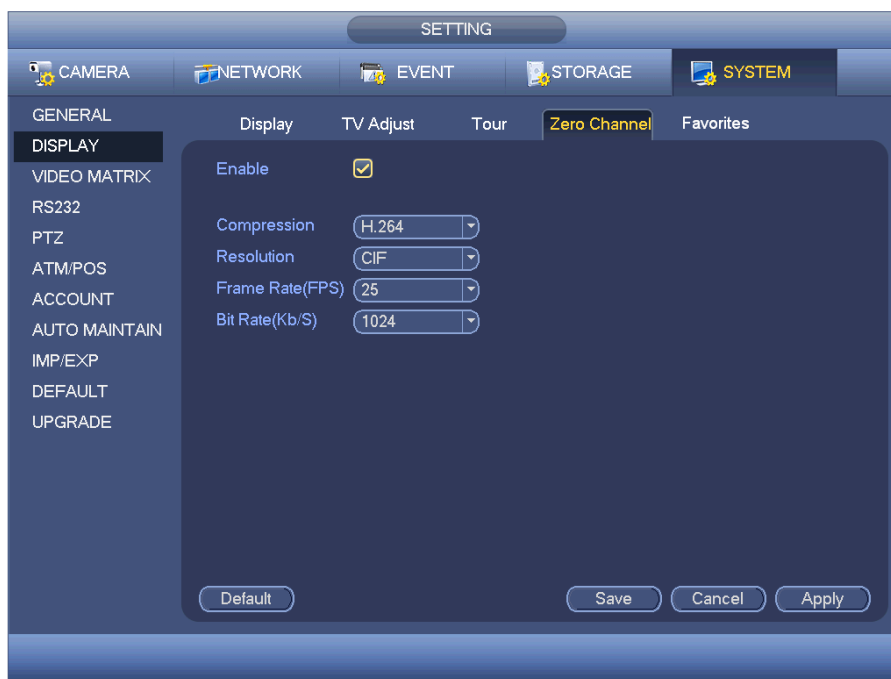 SETTING
CAMERA NETWORK EVENT STORAGE SYSTEM
GENERAL
DISPLAY
VIDEO MATRIX
RS232
PTZ
ATM/POS
ACCOUNT
AUTO MAINTAIN
IMP/EXP
DEFAULT
UPGRADE
Display TV Adjust Tour Zero Channel Favorites
Enable
Compression H.264
Resolution CIF
Frame Rate(FPS) 25
Bit Rate(Kb/S) 1024
Default Save Cancel Apply